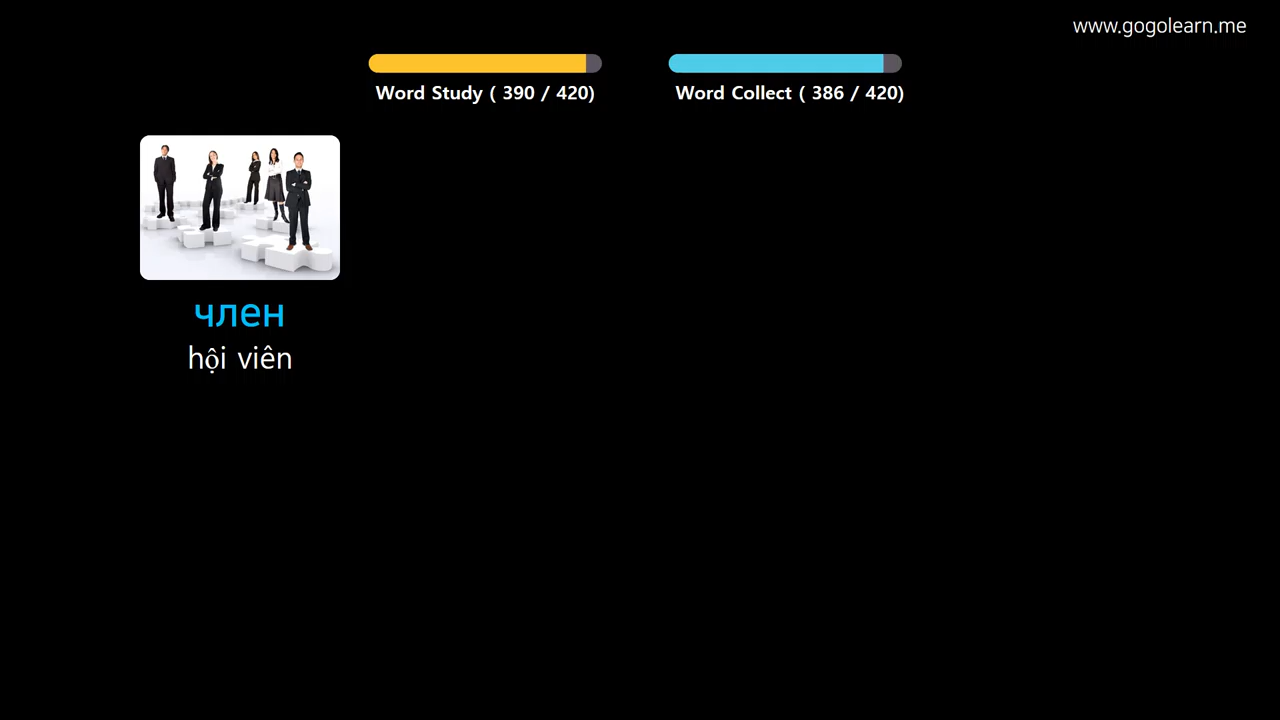 www.gogolearn.me
Word Study ( 390 / 420)
Word Collect ( 386 / 420)
член
hội viên